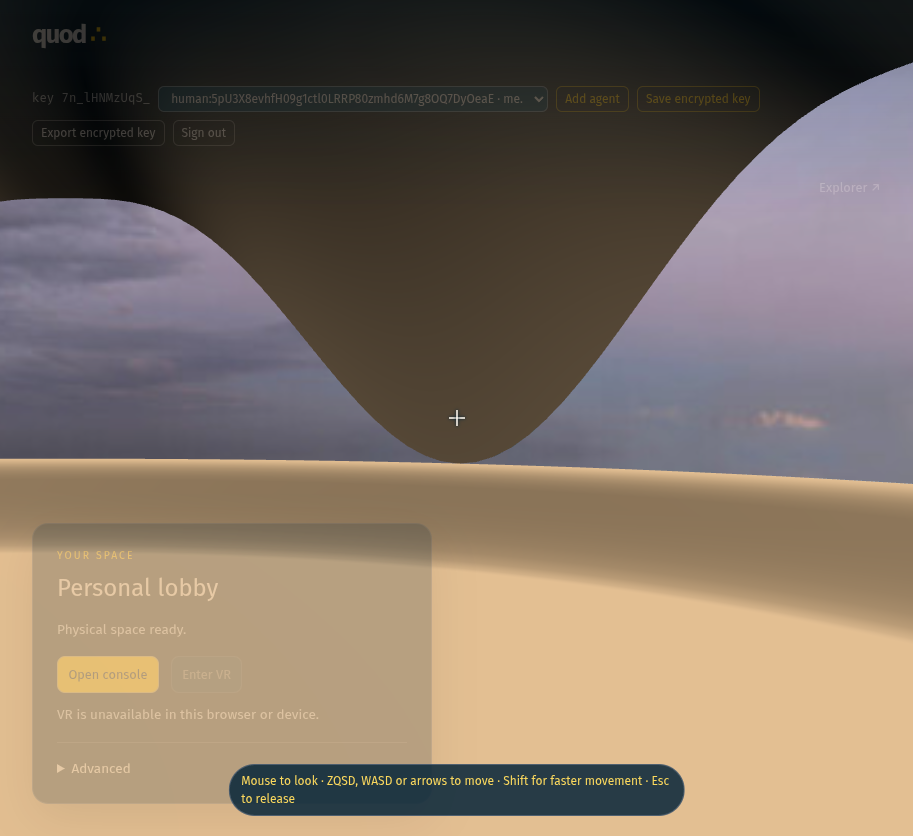 quod
key 7n_lHNMzUqS_ human:5pU3X8evhfH09g1ctl0LRRP80zmhd6M7g8OQ7DyOeaE · me. Add agent Save encrypted key
Export encrypted key Sign out
Explorer ↗
YOUR SPACE
Personal lobby
Physical space ready.
Open console Enter VR
VR is unavailable in this browser or device.
▶ Advanced
Mouse to look · ZQSD, WASD or arrows to move · Shift for faster movement · Esc
to release